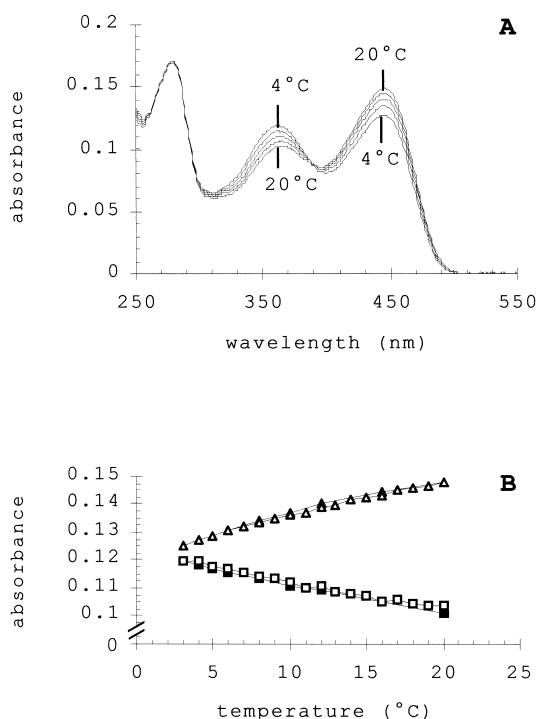 A
0.2
0.15
0.1
0.05
0
absorbance
4°C
20°C
20°C
4°C
250
350
450
550
wavelength (nm)
B
0.15
0.14
0.13
0.12
0.11
0.1
0
absorbance
0
5
10
15
20
25
temperature (°C)